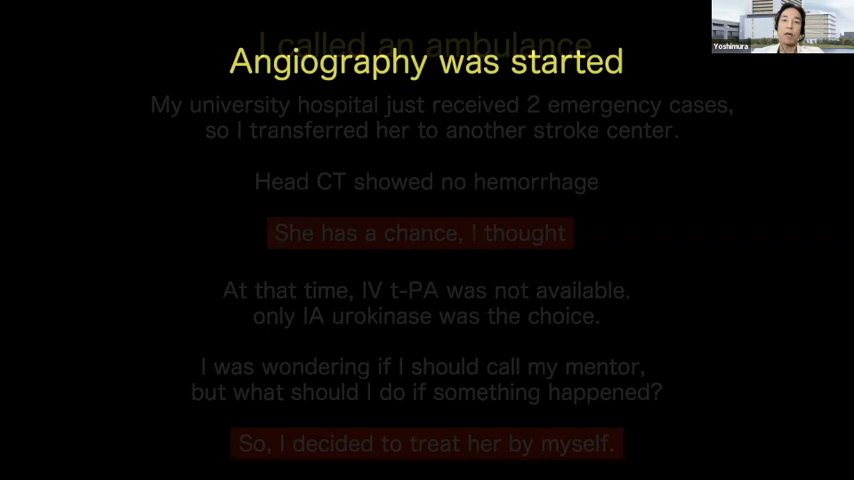 I called an ambulance
Angiography was started
My university hospital just received 2 emergency cases,
so I transferred her to another stroke center.
Head CT showed no hemorrhage
She has a chance, I thought
At that time, IV t-PA was not available.
only IA urokinase was the choice.
I was wondering if I should call my mentor,
but what should I do if something happened?
So, I decided to treat her by myself.
Yoshimura